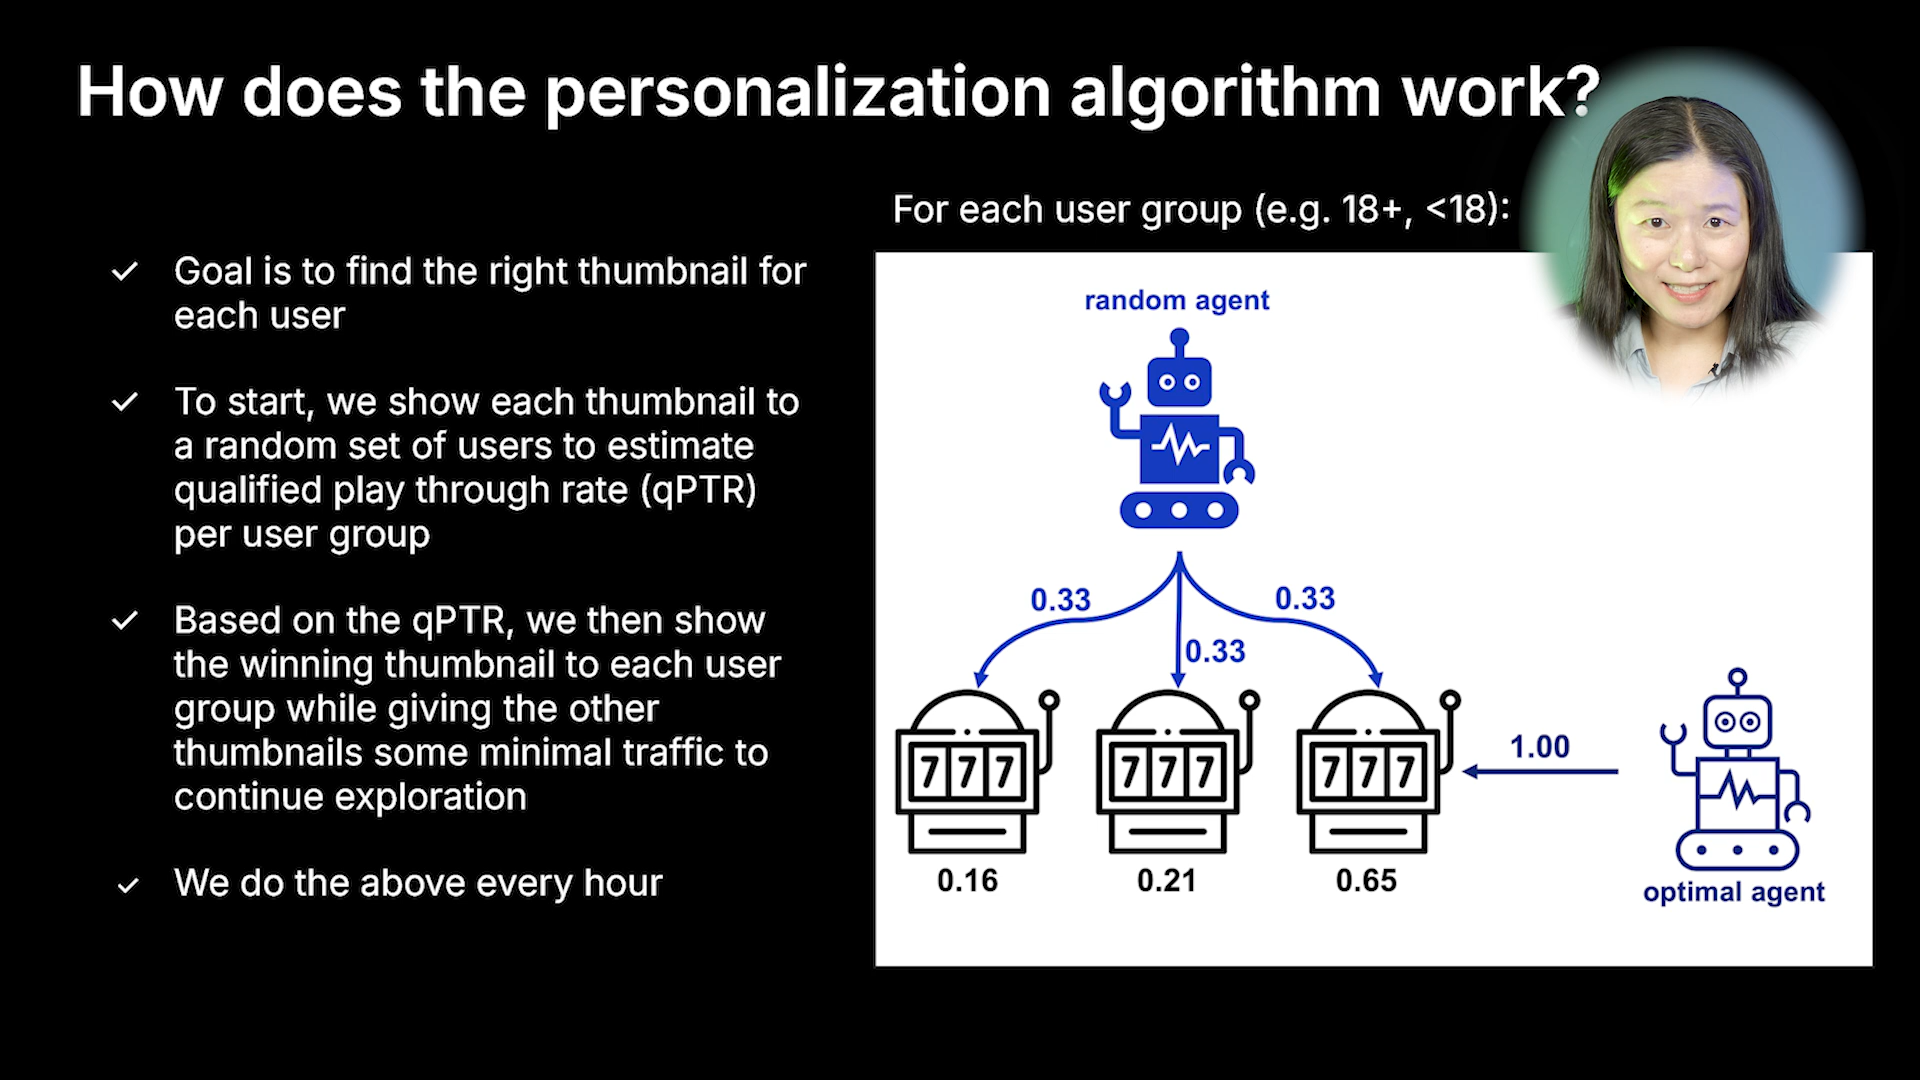 How does the personalization algorithm work?
For each user group (e.g. 18+, <18):
Goal is to find the right thumbnail for
each user
To start, we show each thumbnail to
a random set of users to estimate
qualified play through rate (qPTR)
per user group
Based on the qPTR, we then show
the winning thumbnail to each user
group while giving the other
thumbnails some minimal traffic to
continue exploration
We do the above every hour
random agent
0.33
0.33
0.33
777
777
777
1.00
0.16
0.21
0.65
optimal agent